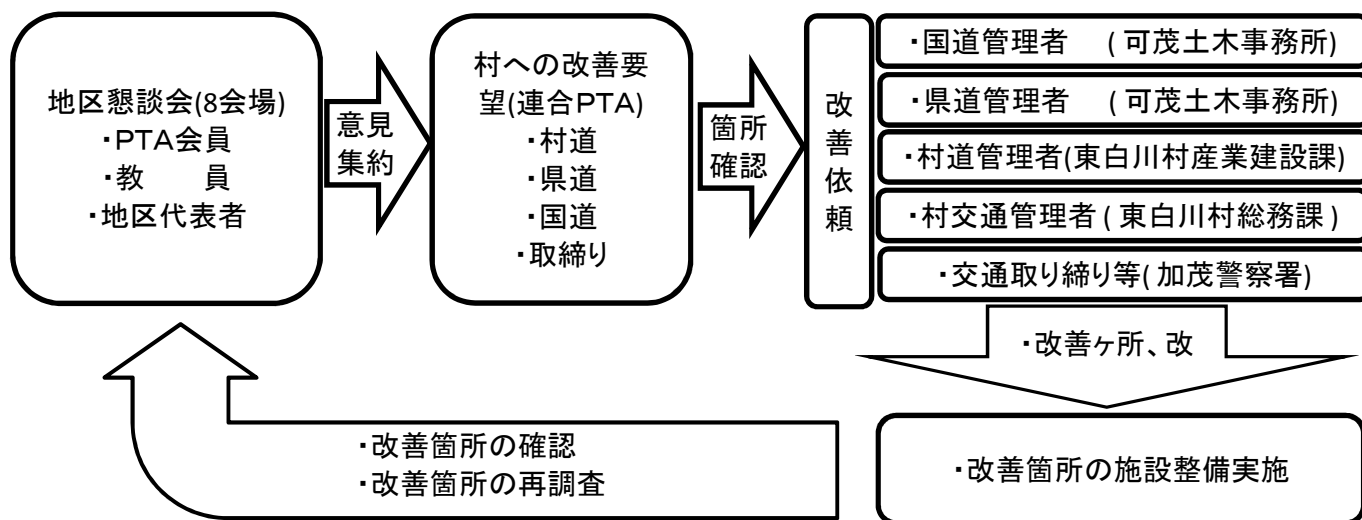 地区懇談会(8会場)
・PTA会員
・教　　員
・地区代表者
意見
集約
村への改善要
望(連合PTA)
・村道
・県道
・国道
・取締り
箇所
確認
改
善
依
頼
・国道管理者　(可茂土木事務所)
・県道管理者　(可茂土木事務所)
・村道管理者(東白川村産業建設課)
・村交通管理者(東白川村総務課)
・交通取り締り等(加茂警察署)
・改善ヶ所、改
・改善箇所の施設整備実施
・改善箇所の確認
・改善箇所の再調査